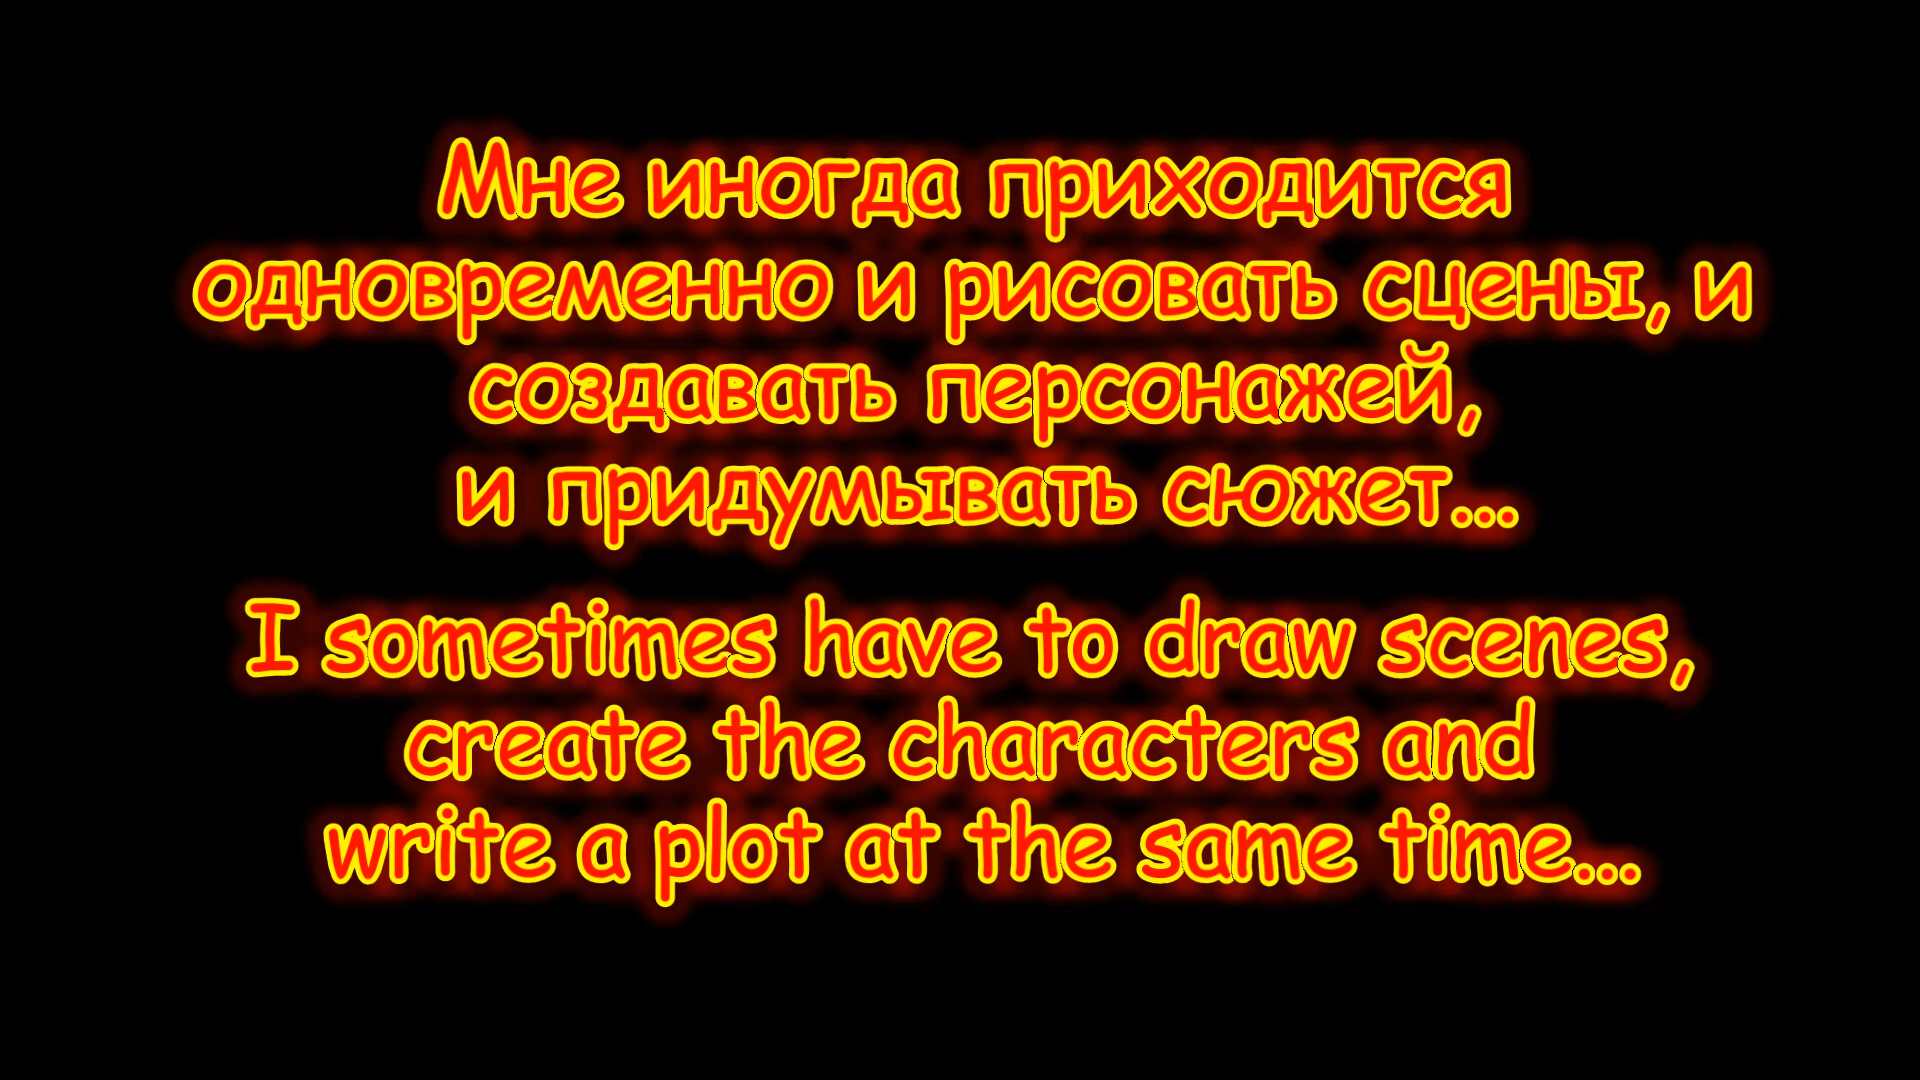 Мне иногда приходится
одновременно и рисовать сцены, и
создавать персонажей,
и придумывать сюжет...
I sometimes have to draw scenes,
create the characters and
write a plot at the same time...